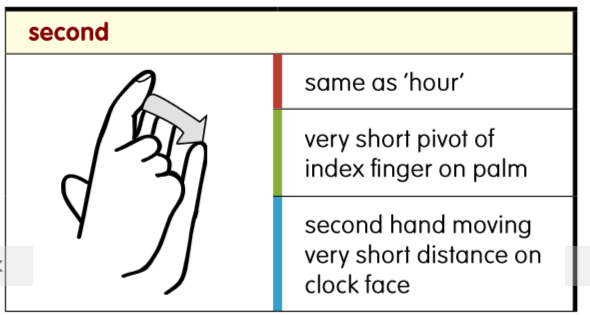 second
same as ‘hour’
very short pivot of
index finger on palm
second hand moving
very short distance on
clock face